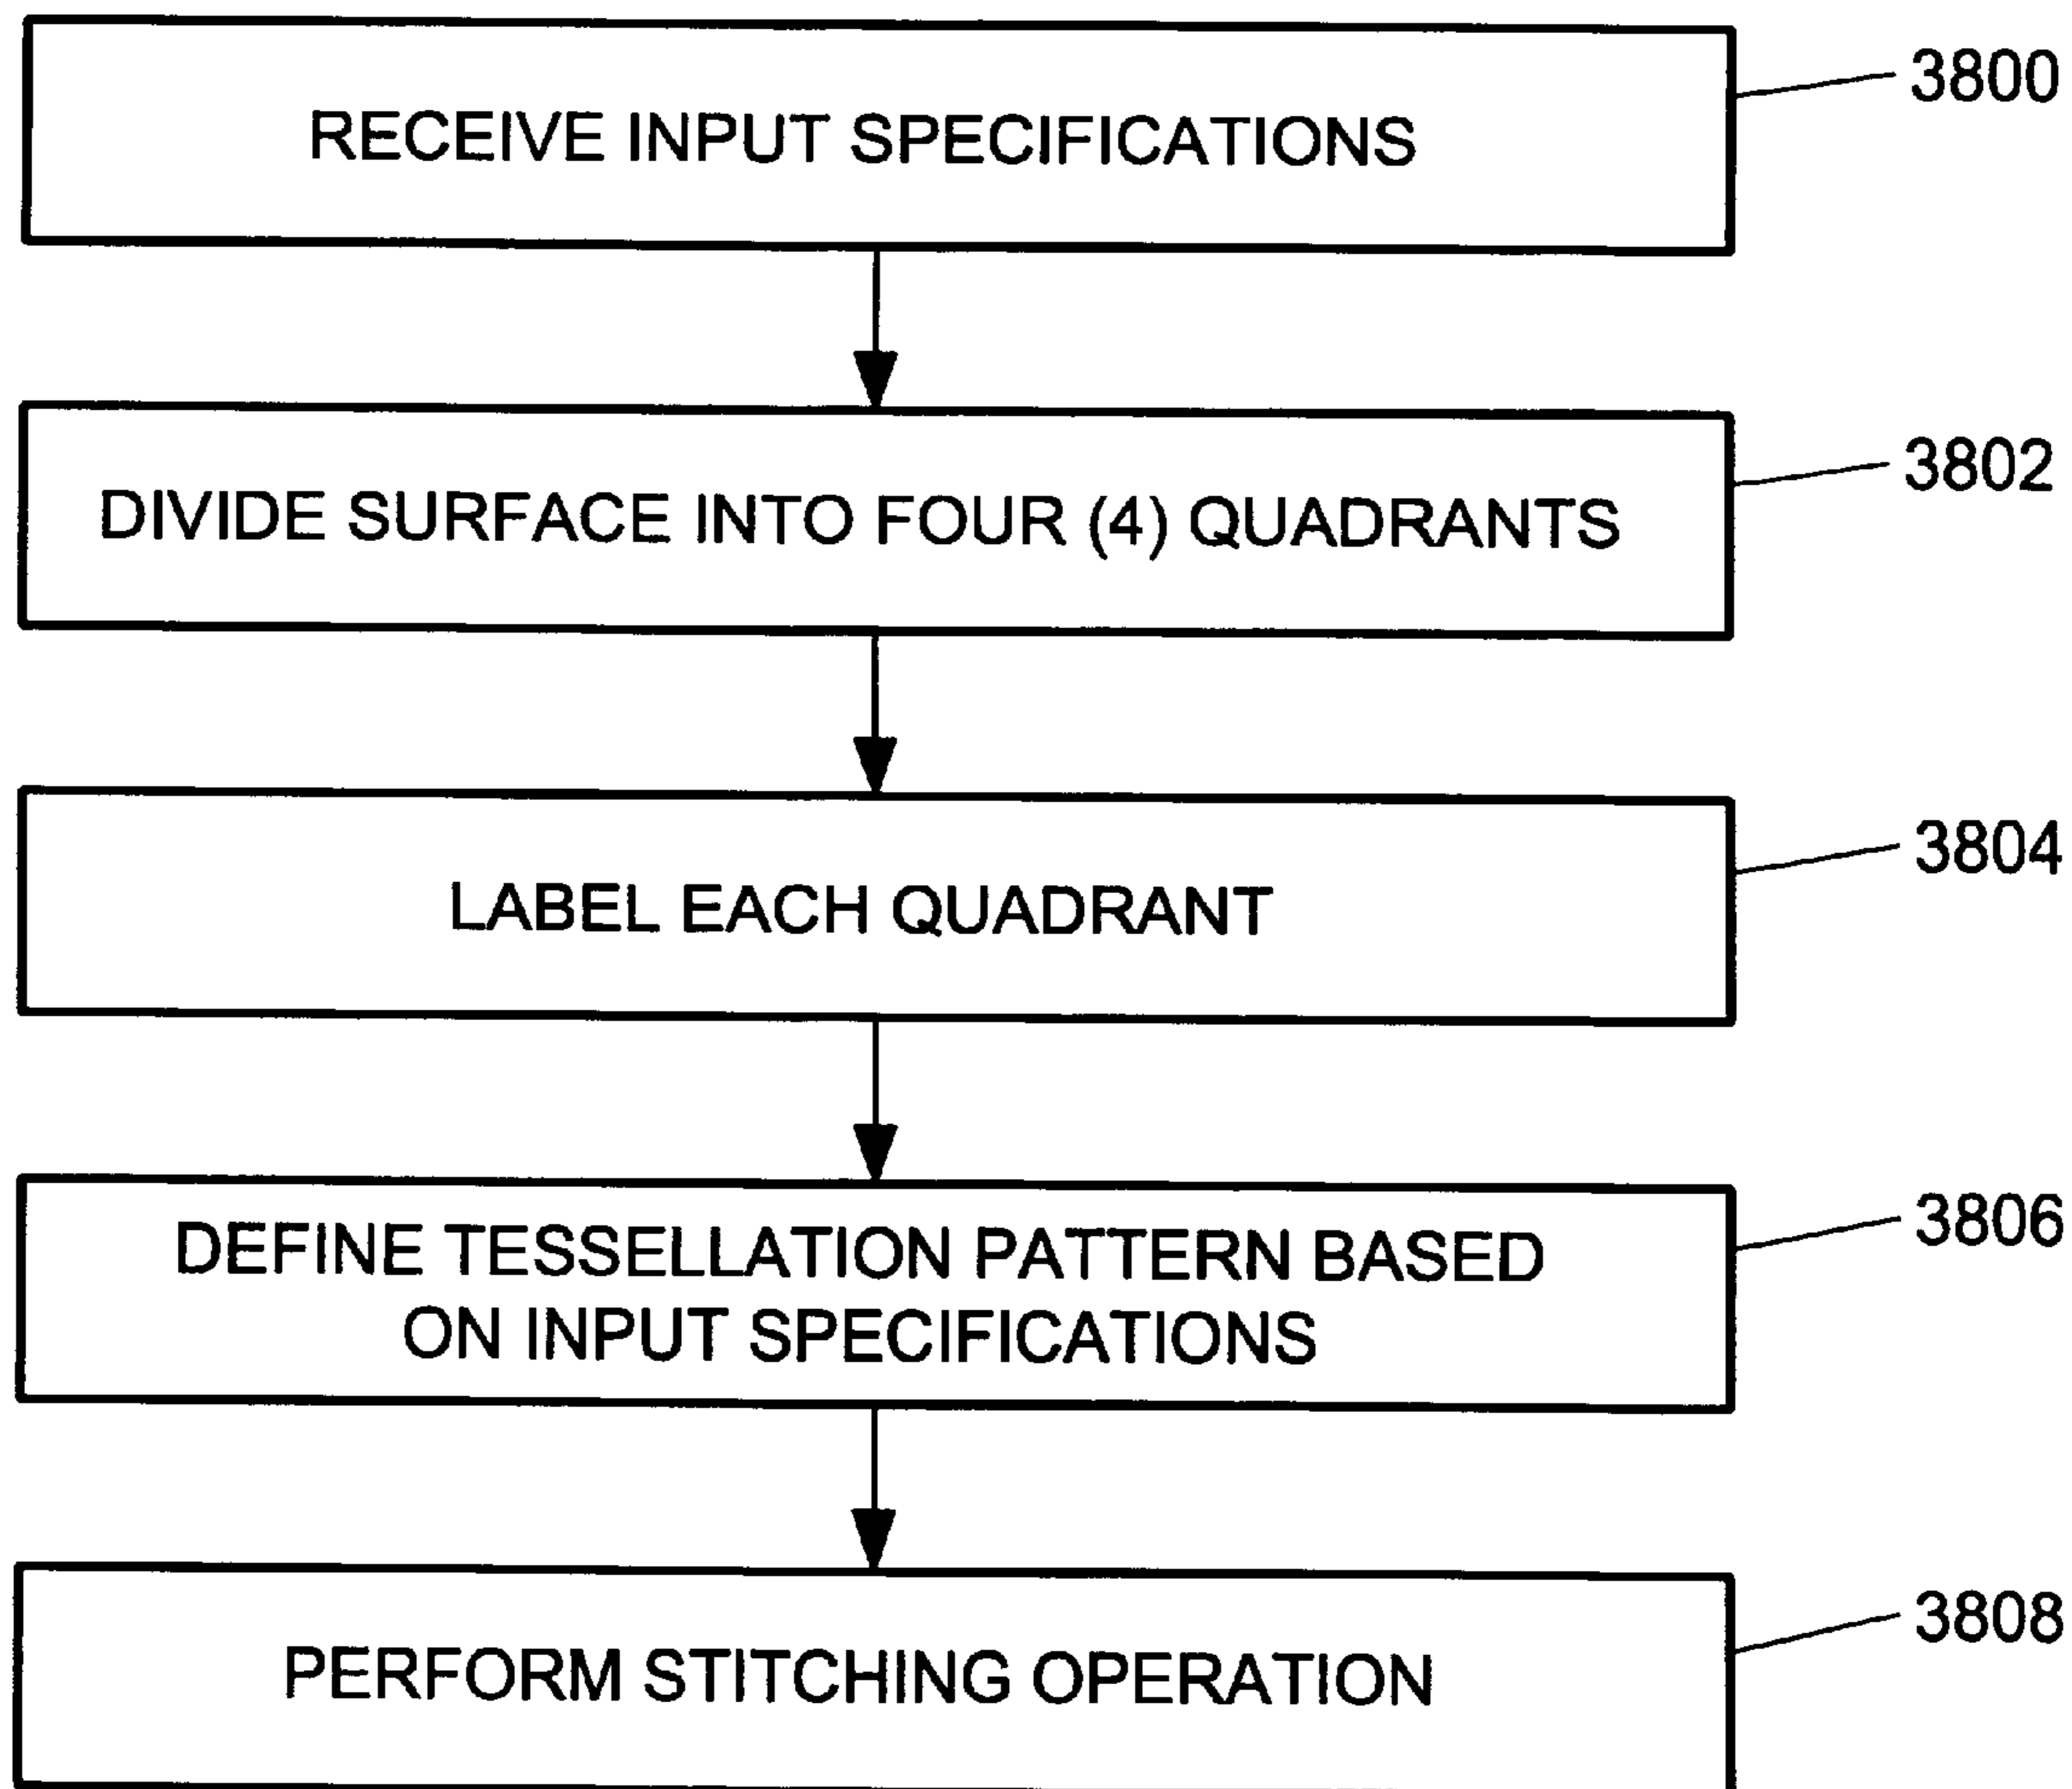 RECEIVE INPUT SPECIFICATIONS
3800
DIVIDE SURFACE INTO FOUR (4) QUADRANTS
3802
LABEL EACH QUADRANT
3804
DEFINE TESSELLATION PATTERN BASED
ON INPUT SPECIFICATIONS
3806
PERFORM STITCHING OPERATION
3808